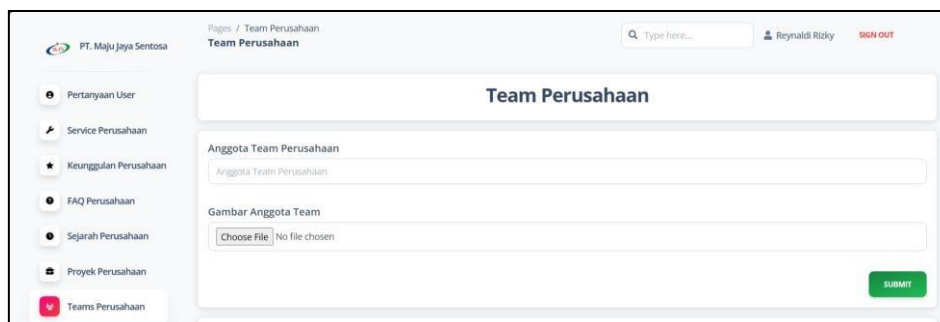 PT. Maju Jaya Sentosa
Pertanyaan User
Service Perusahaan
Keunggulan Perusahaan
FAQ Perusahaan
Sejarah Perusahaan
Proyek Perusahaan
Teams Perusahaan
Pages / Team Perusahaan
Team Perusahaan
Type here...
Reynaldi Rizky
SIGN OUT
Team Perusahaan
Anggota Team Perusahaan
Anggota Team Perusahaan
Gambar Anggota Team
Choose File No file chosen
SUBMIT